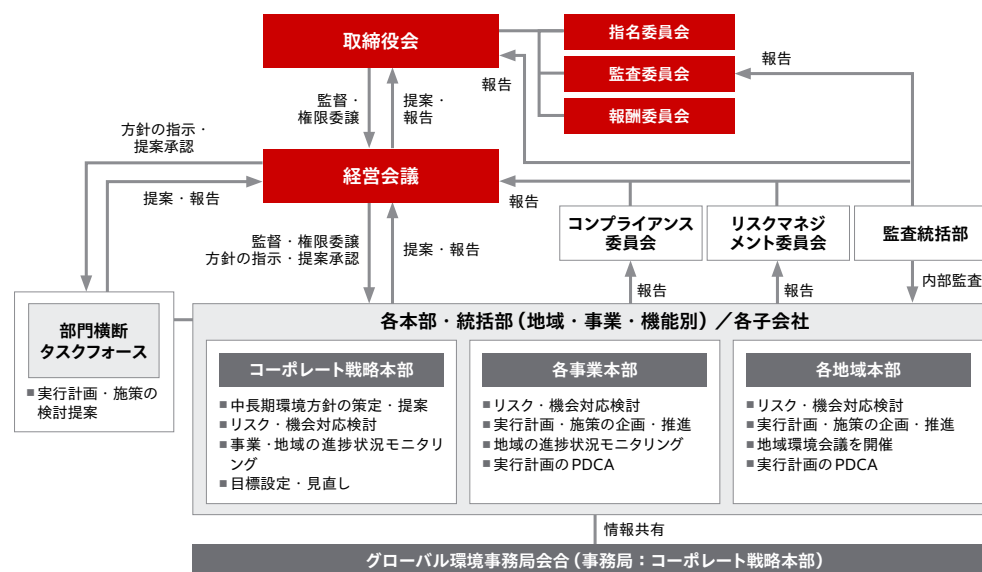 取締役会
指名委員会
監査委員会
報酬委員会
報告
報告
監督・
権限委譲
提案・
報告
方針の指示・
提案承認
経営会議
提案・報告
報告
コンプライアンス
委員会
リスクマネジ
メント委員会
監査統括部
監督・権限委譲
方針の指示・提案承認
提案・報告
報告
報告
内部監査
部門横断
タスクフォース
■実行計画・施策の
検討提案
各本部・統括部(地域・事業・機能別)/各子会社
コーポレート戦略本部
■中長期環境方針の策定・提案
■リスク・機会対応検討
■事業・地域の進捗状況モニタリ
ング
■目標設定・見直し
各事業本部
■リスク・機会対応検討
■実行計画・施策の企画・推進
■地域の進捗状況モニタリング
■実行計画のPDCA
各地域本部
■リスク・機会対応検討
■実行計画・施策の企画・推進
■地域環境会議を開催
■実行計画のPDCA
情報共有
グローバル環境事務局会合(事務局:コーポレート戦略本部)